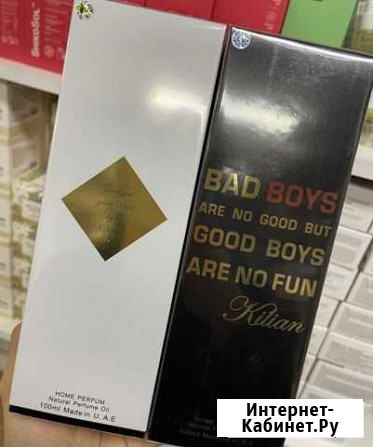 SHIKOSOL
HOME PERFUM
Natural Perfume Oil
100ml Made in U.A.E
BAD BOYS
ARE NO GOOD BUT
GOOD BOYS
ARE NO FUN
Kilian
Интернет-
Кабинет.Ру